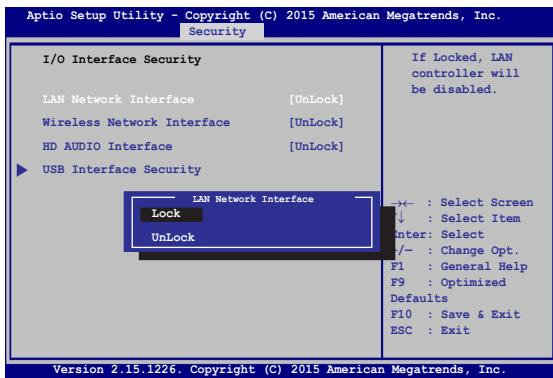 Aptio Setup Utility - Copyright (C) 2015 American Megatrends, Inc.
Security
I/O Interface Security
LAN Network Interface [UnLock]
Wireless Network Interface [UnLock]
HD AUDIO Interface [UnLock]
USB Interface Security
LAN Network Interface
Lock
UnLock
If Locked, LAN
controller will
be disabled.
→← : Select Screen
↓ : Select Item
Enter: Select
/— : Change Opt.
F1 : General Help
F9 : Optimized
Defaults
F10 : Save & Exit
ESC : Exit
Version 2.15.1226. Copyright (C) 2015 American Megatrends, Inc.